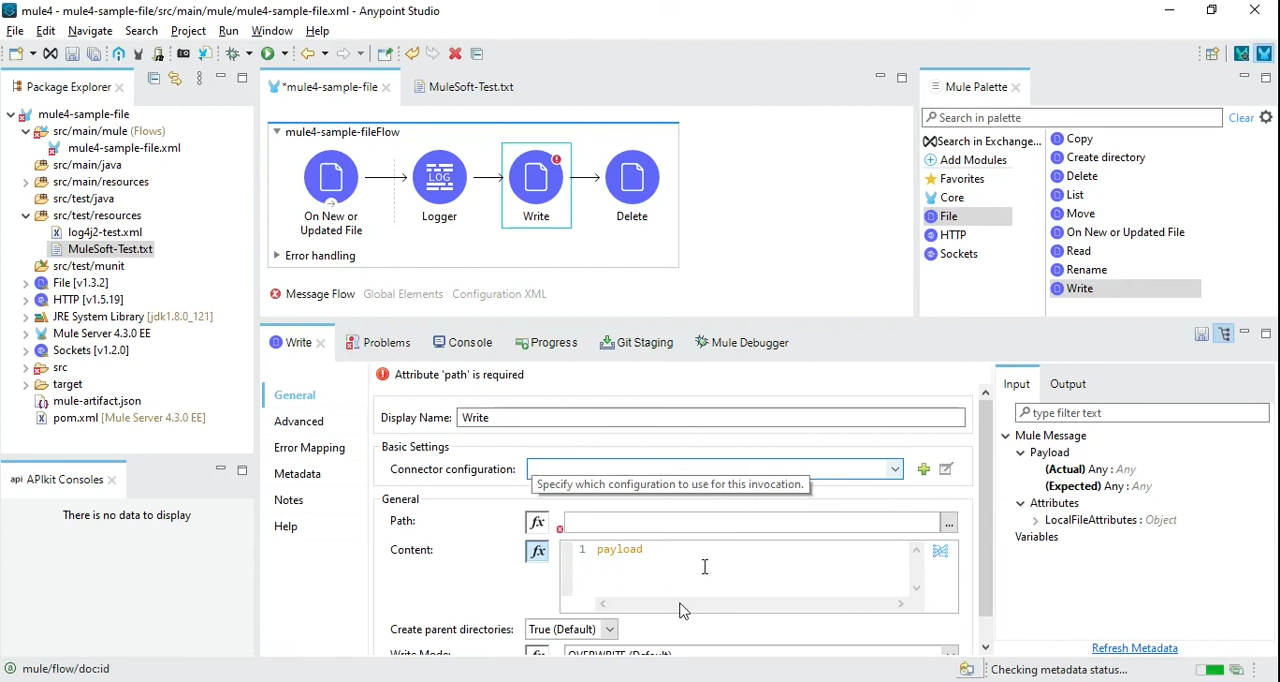 mule4 - mule4-sample-file/src/main/mule/mule4-sample-file.xml - Anypoint Studio
File Edit Navigate Search Project Run Window Help
Package Explorer
mule4-sample-file
src/main/mule (Flows)
mule4-sample-file.xml
src/main/java
src/main/resources
src/test/java
src/test/resources
log4j2-test.xml
MuleSoft-Test.txt
src/test/munit
File [v1.3.2]
HTTP [v1.5.19]
JRE System Library [jdk1.8.0_121]
Mule Server 4.3.0 EE
Sockets [v1.2.0]
src
target
mule-artifact.json
pom.xml [Mule Server 4.3.0 EE]
api APIkit Consoles
There is no data to display
*mule4-sample-file
MuleSoft-Test.txt
mule4-sample-fileFlow
LOG
On New or
Updated File
Logger
Write
Delete
Error handling
Message Flow Global Elements Configuration XML
Mule Palette
Search in palette
Clear
Search in Exchange...
Add Modules
Favorites
Core
File
HTTP
Sockets
Copy
Create directory
Delete
List
Move
On New or Updated File
Read
Rename
Write
Write Problems Console Progress Git Staging Mule Debugger
General
Advanced
Error Mapping
Metadata
Notes
Help
Attribute 'path' is required
Display Name: Write
Basic Settings
Connector configuration:
Specify which configuration to use for this invocation.
General
Path: fx ...
Content: fx 1 payload
Create parent directories: True (Default)
Write Mode: fx OVERWRITE (Default)
Input Output
type filter text
Mule Message
Payload
(Actual) Any : Any
(Expected) Any : Any
Attributes
LocalFileAttributes : Object
Variables
Refresh Metadata
mule/flow/doc:id
Checking metadata status...